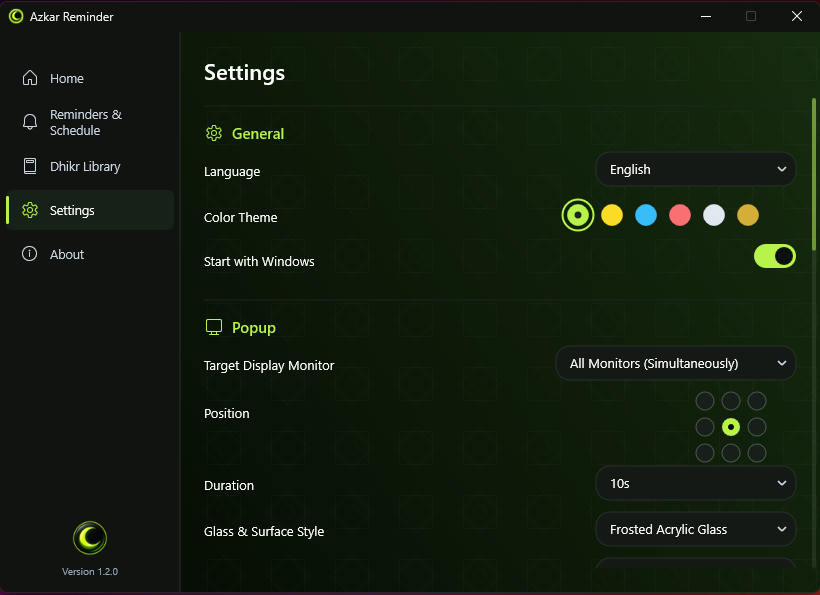 Azkar Reminder
Home
Reminders &
Schedule
Dhikr Library
Settings
About
Version 1.2.0
Settings
General
Language
English
Color Theme
Start with Windows
Popup
Target Display Monitor
All Monitors (Simultaneously)
Position
Duration
10s
Glass & Surface Style
Frosted Acrylic Glass